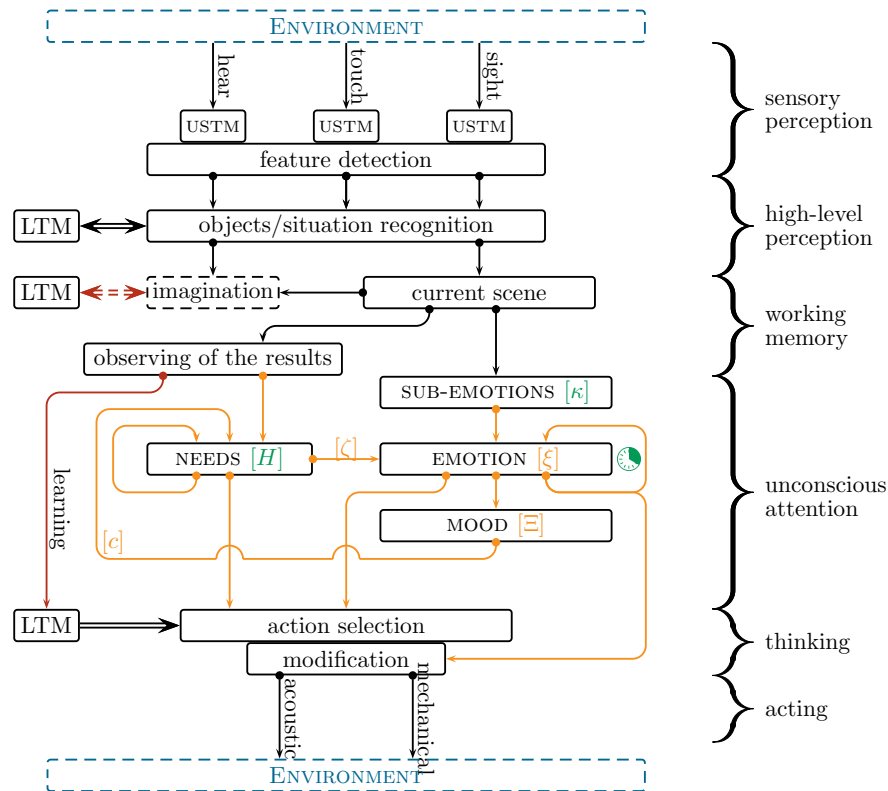 ENVIRONMENT
hear
touch
sight
USTM
USTM
USTM
sensory
perception
feature detection
LTM
objects/situation recognition
high-level
perception
LTM
imagination
current scene
working
memory
observing of the results
SUB-EMOTIONS [κ]
learning
NEEDS [H]
[ζ]
EMOTION [ξ]
unconscious
attention
MOOD [Ξ]
[c]
LTM
action selection
thinking
modification
acoustic
mechanical
acting
ENVIRONMENT